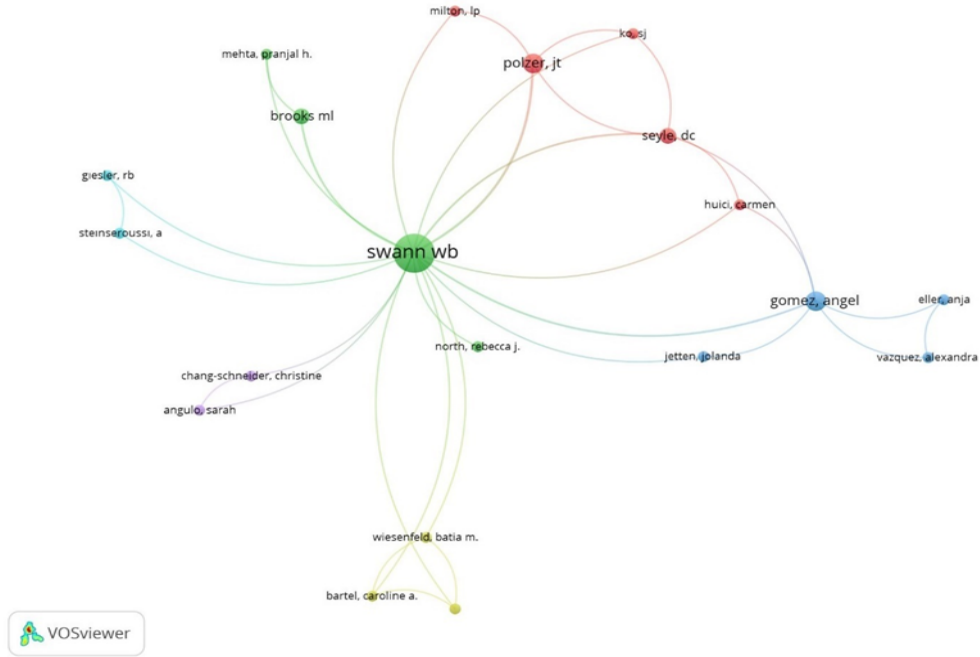 milton, lp
ko, sj
mehta, pranjal h.
polzer, jt
brooks ml
seyle, dc
giesler, rb
huici, carmen
steinseroussi, a
swann wb
gomez, angel
eller, anja
north, rebecca j.
jetten, jolanda
vazquez, alexandra
chang-schneider, christine
angulo, sarah
wiesenfeld, batia m.
bartel, caroline a.
VOSviewer